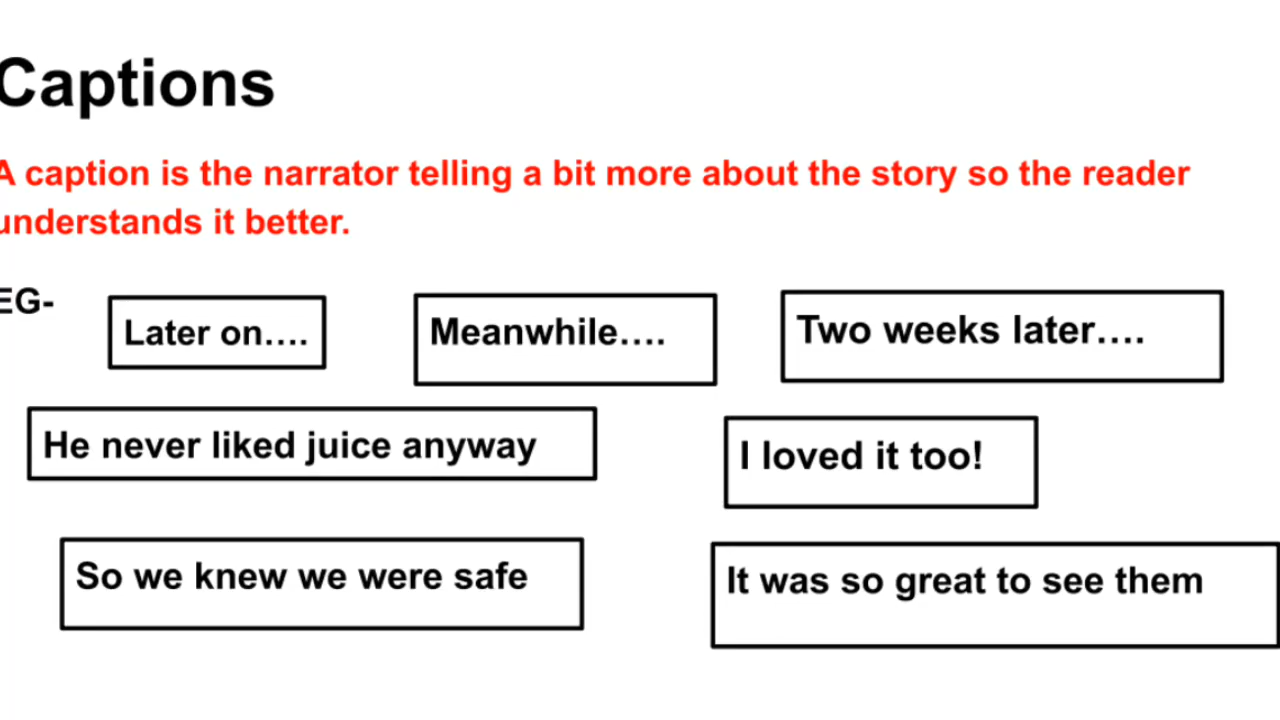 Captions
A caption is the narrator telling a bit more about the story so the reader
understands it better.
EG-
Later on....
Meanwhile....
Two weeks later....
He never liked juice anyway
I loved it too!
So we knew we were safe
It was so great to see them